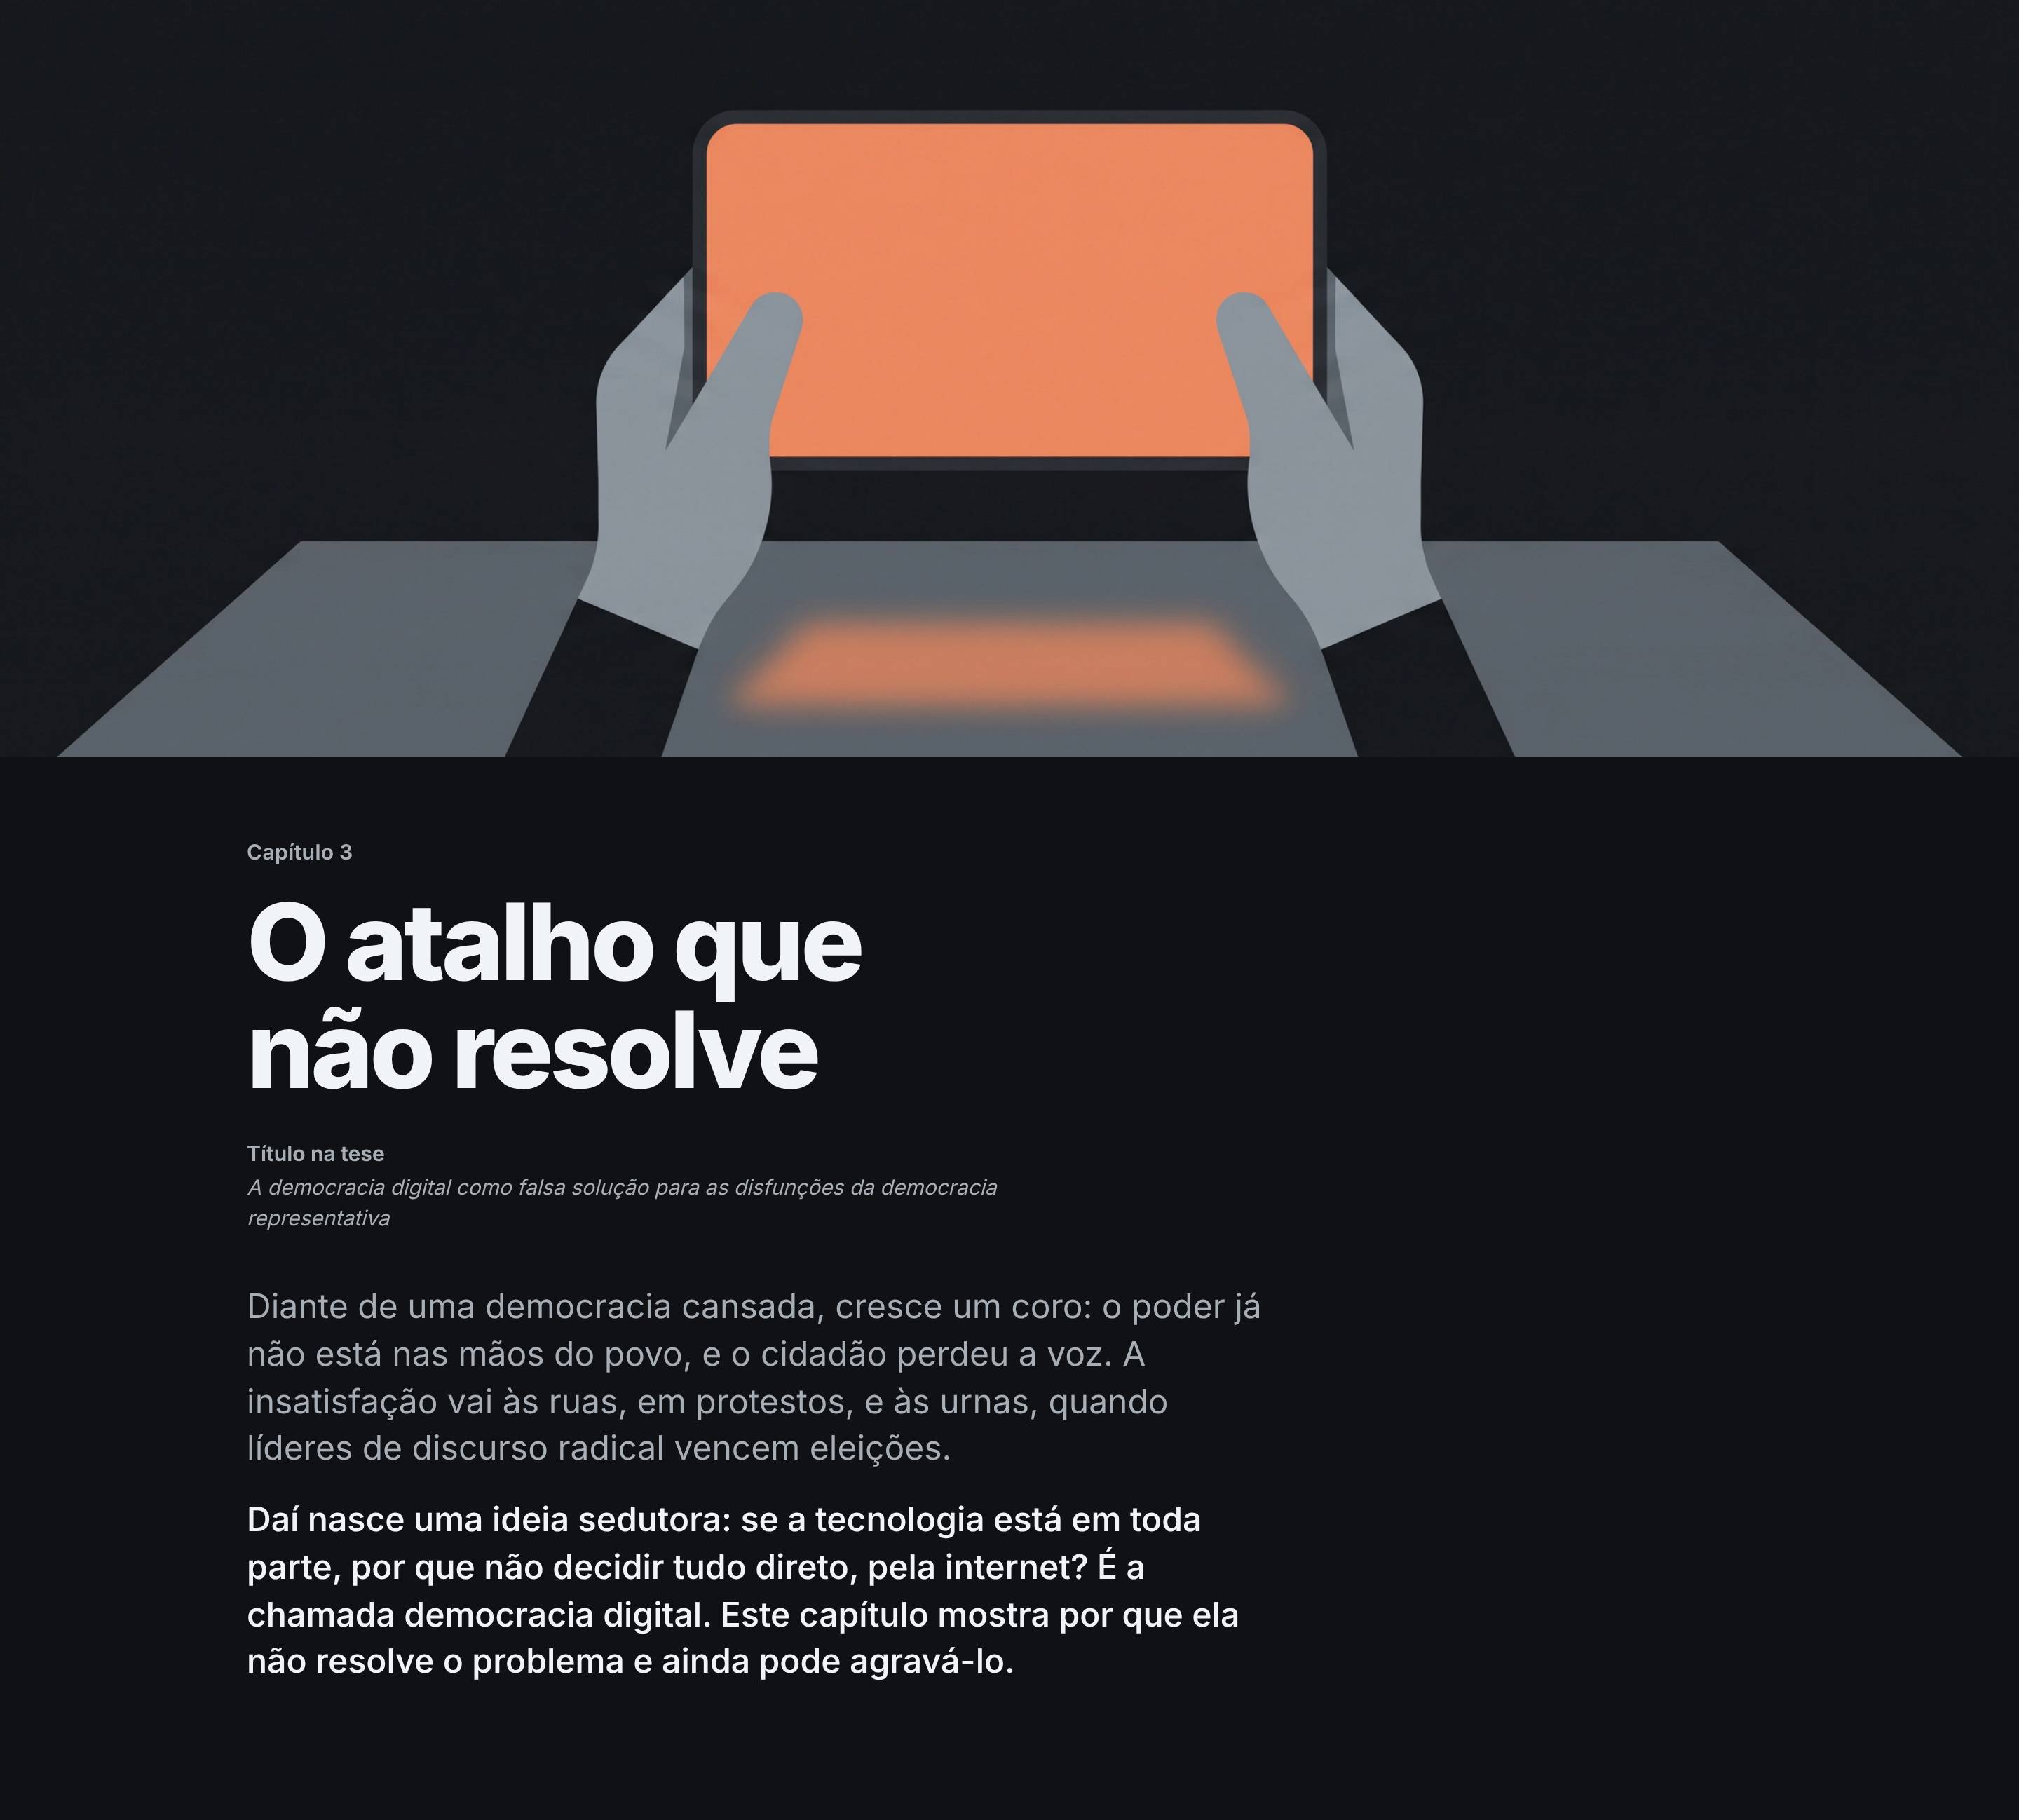 Capítulo 3
O atalho que
não resolve
Título na tese
A democracia digital como falsa solução para as disfunções da democracia
representativa
Diante de uma democracia cansada, cresce um coro: o poder já
não está nas mãos do povo, e o cidadão perdeu a voz. A
insatisfação vai às ruas, em protestos, e às urnas, quando
líderes de discurso radical vencem eleições.
Daí nasce uma ideia sedutora: se a tecnologia está em toda
parte, por que não decidir tudo direto, pela internet? É a
chamada democracia digital. Este capítulo mostra por que ela
não resolve o problema e ainda pode agravá-lo.